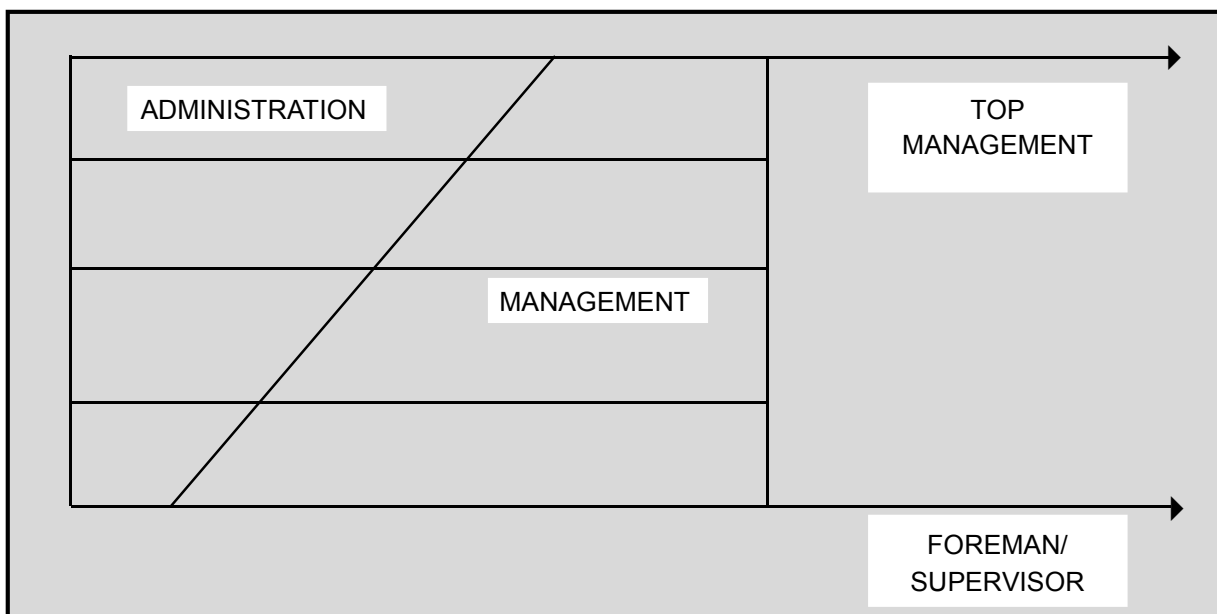 ADMINISTRATION
TOP
MANAGEMENT
MANAGEMENT
FOREMAN/
SUPERVISOR